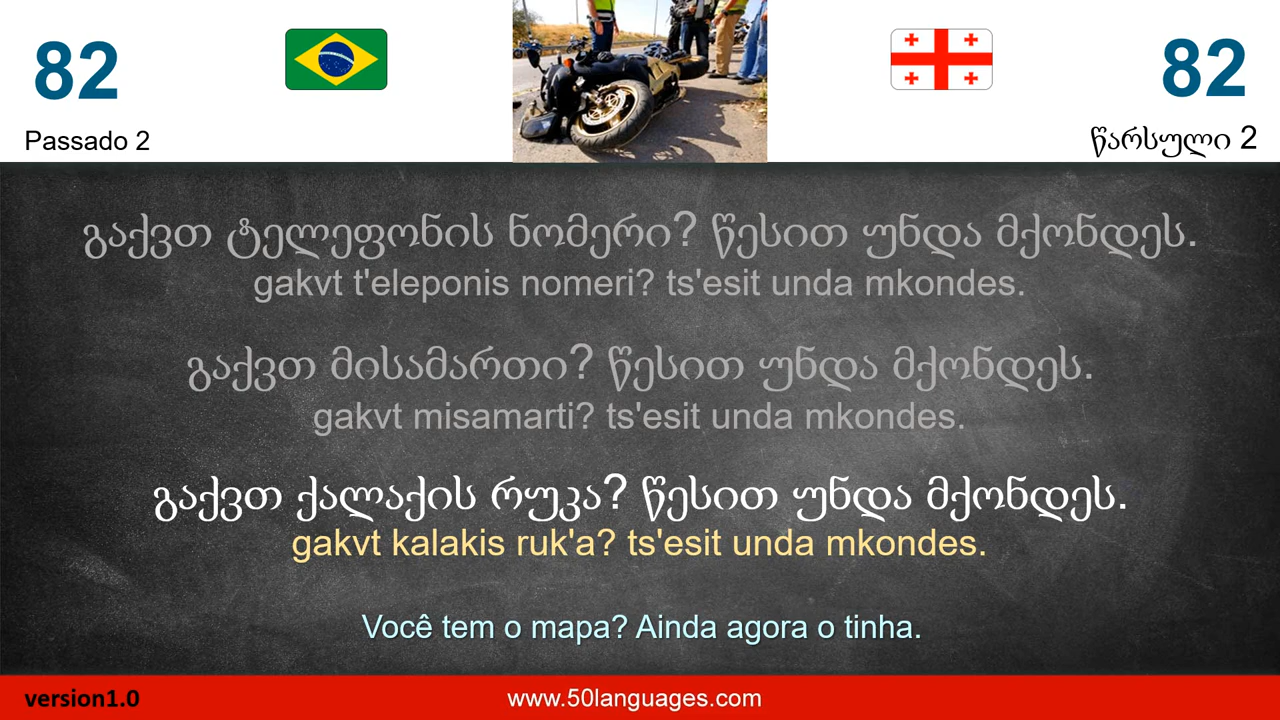 82
82
Passado 2
წარსული 2
გაქვთ ტელეფონის ნომერი? წესით უნდა მქონდეს.
gakvt t'eleponis nomeri? ts'esit unda mkondes.
გაქვთ მისამართი? წესით უნდა მქონდეს.
gakvt misamarti? ts'esit unda mkondes.
გაქვთ ქალაქის რუკა? წესით უნდა მქონდეს.
gakvt kalakis ruk'a? ts'esit unda mkondes.
Você tem o mapa? Ainda agora o tinha.
version1.0
www.50languages.com